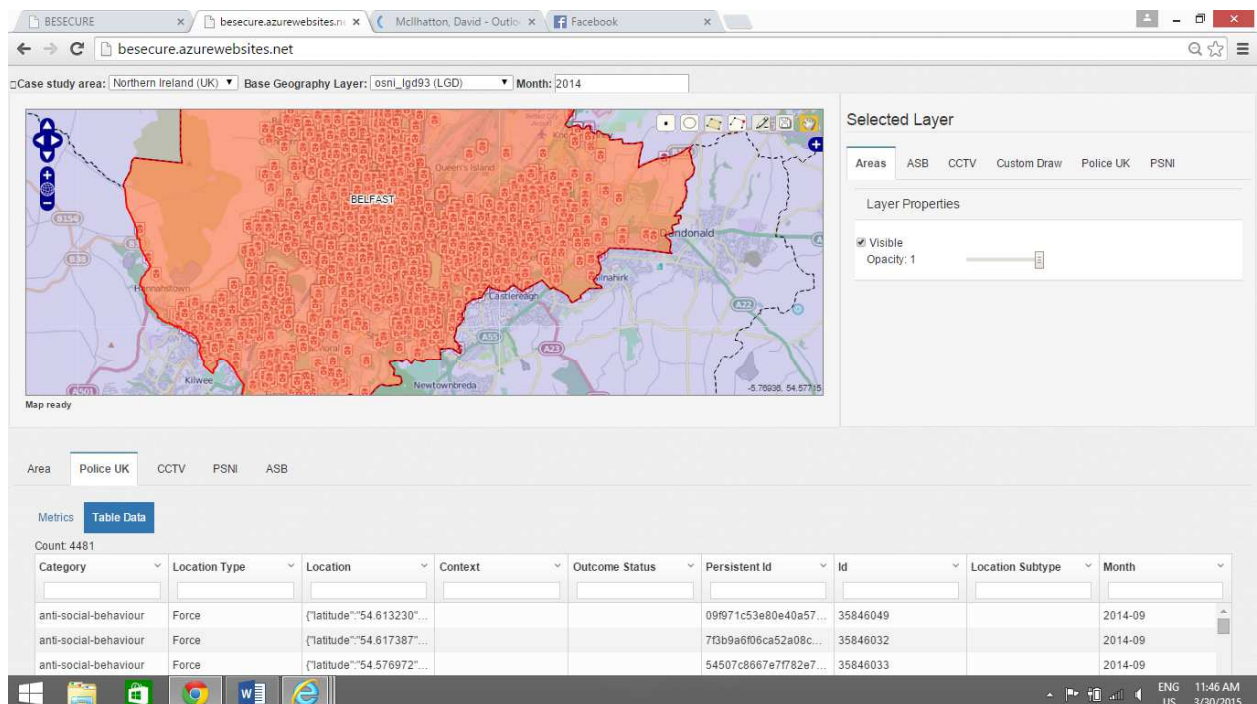 BESECURE
besecure.azurewebsites.n
McIlhatton, David - Outlo
Facebook
besecure.azurewebsites.net
Case study area: Northern Ireland (UK) Base Geography Layer: osni_lgd93 (LGD) Month: 2014
Selected Layer
Areas ASB CCTV Custom Draw Police UK PSNI
Layer Properties
Visible
Opacity: 1
Queen's Island
BELFAST
B154
B38
Hannahstown
Dundonald
Castlereagh
A22
A55
A23
A501
Kilwee
Newtownbreda
-5.76936, 54.57715
Map ready
Area Police UK CCTV PSNI ASB
Metrics Table Data
Count: 4481
Category Location Type Location Context Outcome Status Persistent Id Id Location Subtype Month
anti-social-behaviour Force {"latitude":"54.613230"... 09f971c53e80e40a57... 35846049 2014-09
anti-social-behaviour Force {"latitude":"54.617387"... 7f3b9a6f06ca52a08c... 35846032 2014-09
anti-social-behaviour Force {"latitude":"54.576972"... 54507c8667e7f782e7... 35846033 2014-09
ENG 11:46 AM
US 3/30/2015